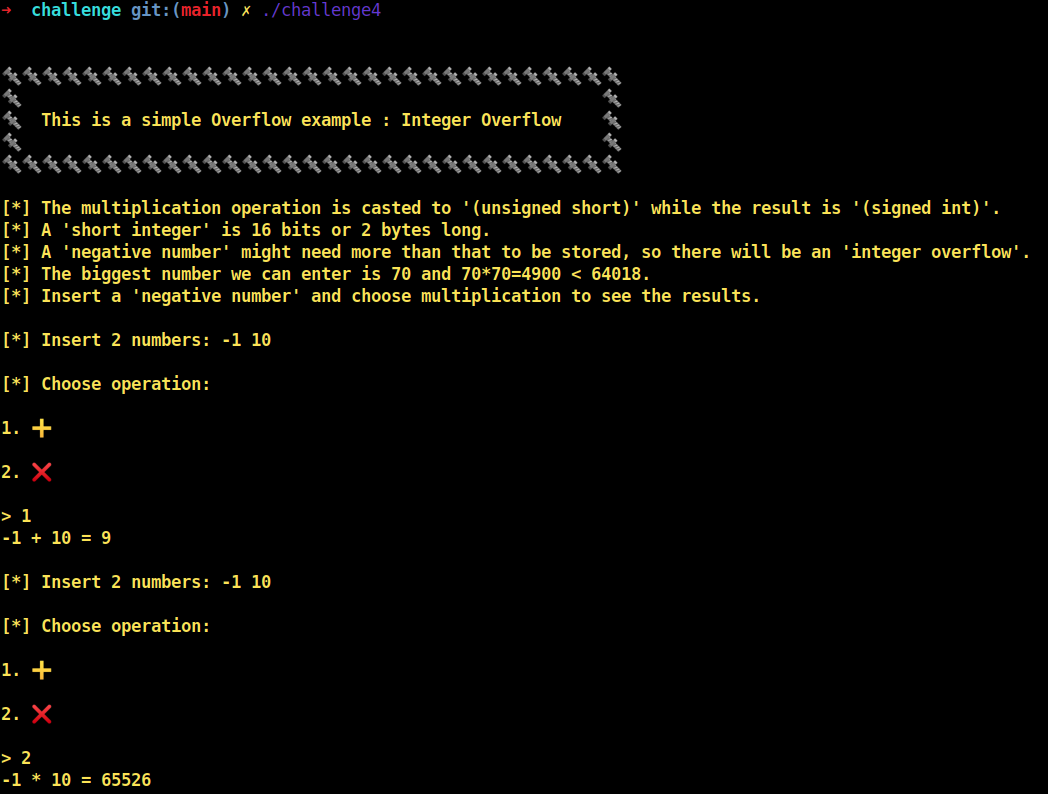 ➜  challenge git:(main) ✗ ./challenge4
This is a simple Overflow example : Integer Overflow
[*] The multiplication operation is casted to '(unsigned short)' while the result is '(signed int)'.
[*] A 'short integer' is 16 bits or 2 bytes long.
[*] A 'negative number' might need more than that to be stored, so there will be an 'integer overflow'.
[*] The biggest number we can enter is 70 and 70*70=4900 < 64018.
[*] Insert a 'negative number' and choose multiplication to see the results.
[*] Insert 2 numbers: -1 10
[*] Choose operation:
1. ➕
2. ❌
> 1
-1 + 10 = 9
[*] Insert 2 numbers: -1 10
[*] Choose operation:
1. ➕
2. ❌
> 2
-1 * 10 = 65526